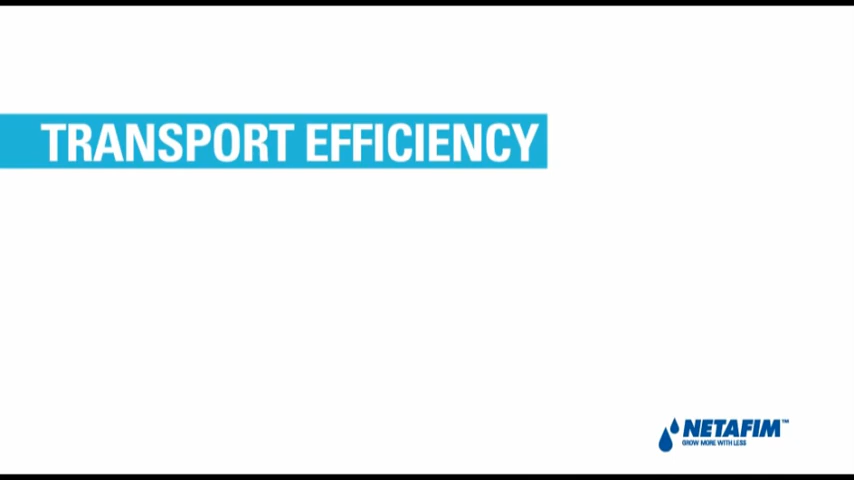 TRANSPORT EFFICIENCY
NETAFIM™
GROW MORE WITH LESS